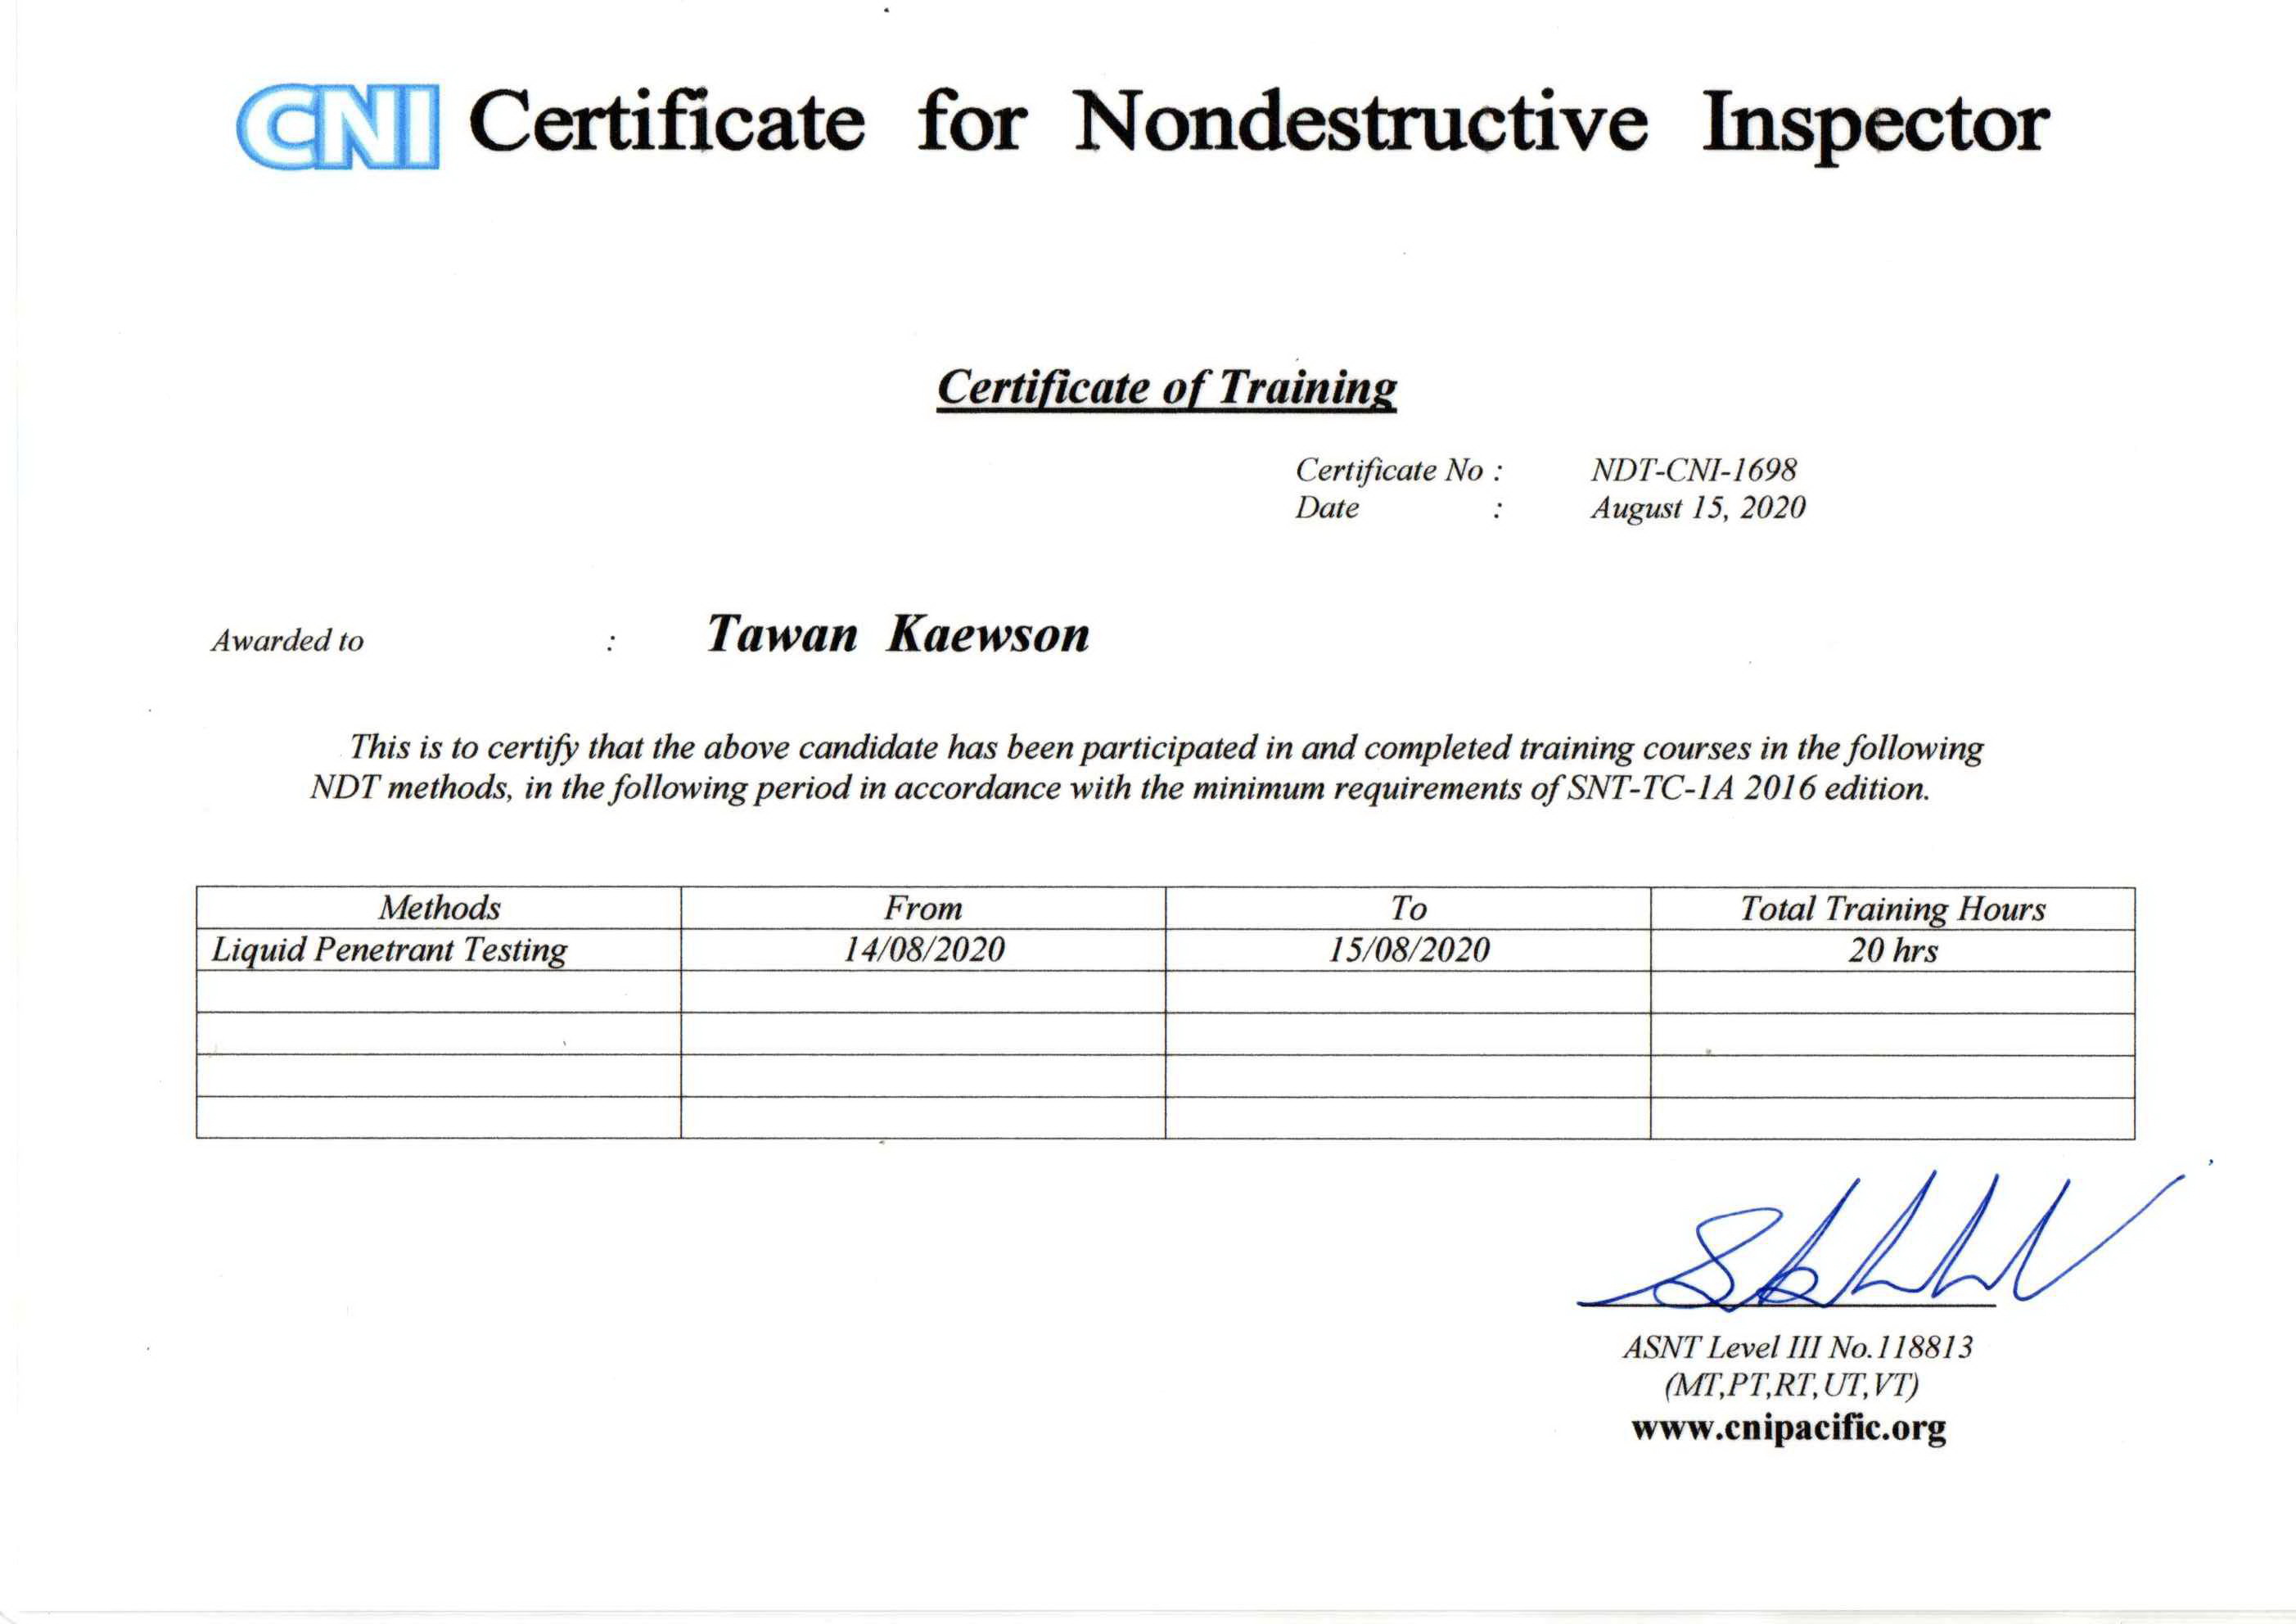 CNI Certificate for Nondestructive Inspector
Certificate of Training
Certificate No : NDT-CNI-1698
Date : August 15, 2020
Awarded to : Tawan Kaewson
This is to certify that the above candidate has been participated in and completed training courses in the following
NDT methods, in the following period in accordance with the minimum requirements of SNT-TC-1A 2016 edition.
Methods From To Total Training Hours
Liquid Penetrant Testing 14/08/2020 15/08/2020 20 hrs
ASNT Level III No.118813
(MT,PT,RT,UT,VT)
www.cnipacific.org